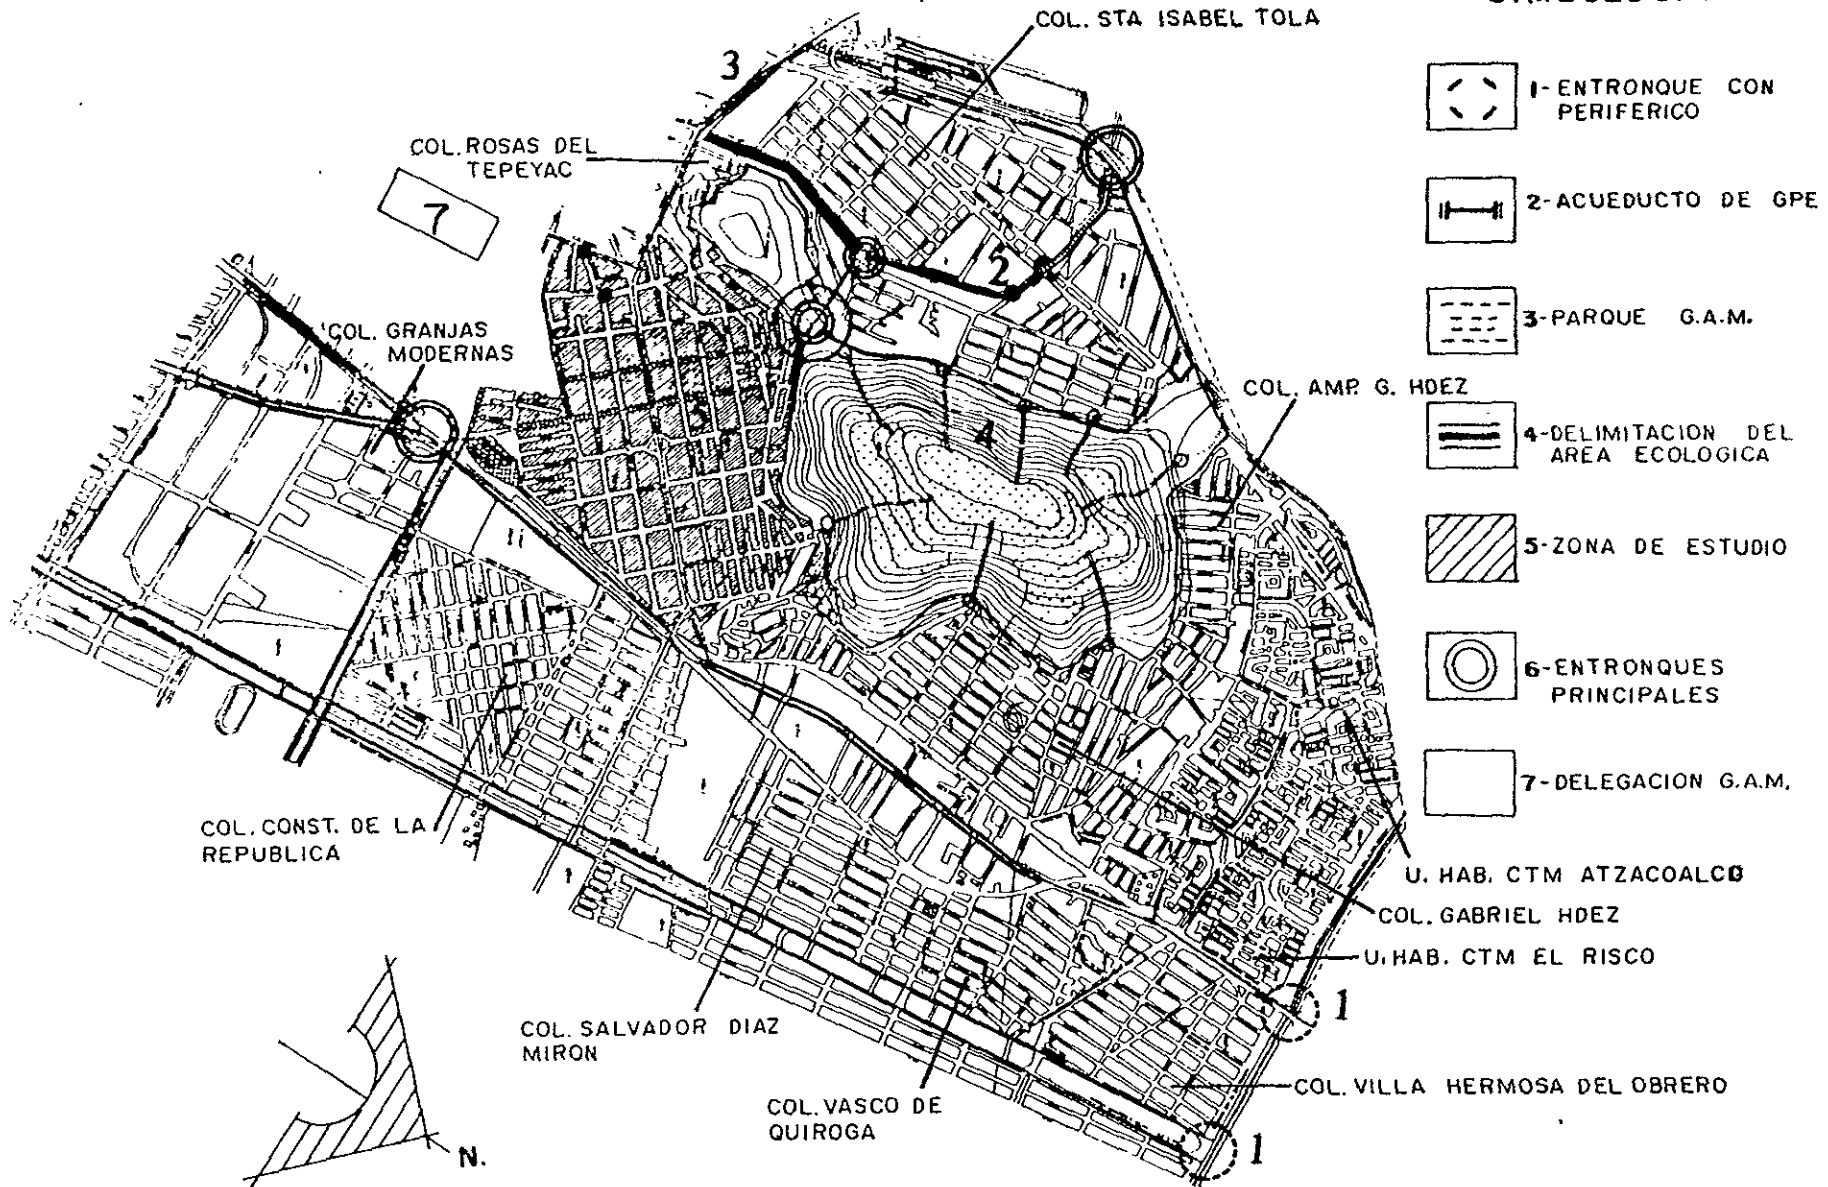 COL. STA ISABEL TOLA
3
COL. ROSAS DEL
TEPEYAC
7
2
COL. GRANJAS
MODERNAS
5
4
COL. AMP. G. HDEZ
COL. CONST. DE LA
REPUBLICA
COL. SALVADOR DIAZ
MIRON
COL. VASCO DE
QUIROGA
U. HAB. CTM ATZACOALCO
COL. GABRIEL HDEZ
U. HAB. CTM EL RISCO
1
COL. VILLA HERMOSA DEL OBRERO
1
N.
1-ENTRONQUE CON
PERIFERICO
2-ACUEDUCTO DE GPE
3-PARQUE G.A.M.
4-DELIMITACION DEL
AREA ECOLOGICA
5-ZONA DE ESTUDIO
6-ENTRONQUES
PRINCIPALES
7-DELEGACION G.A.M.